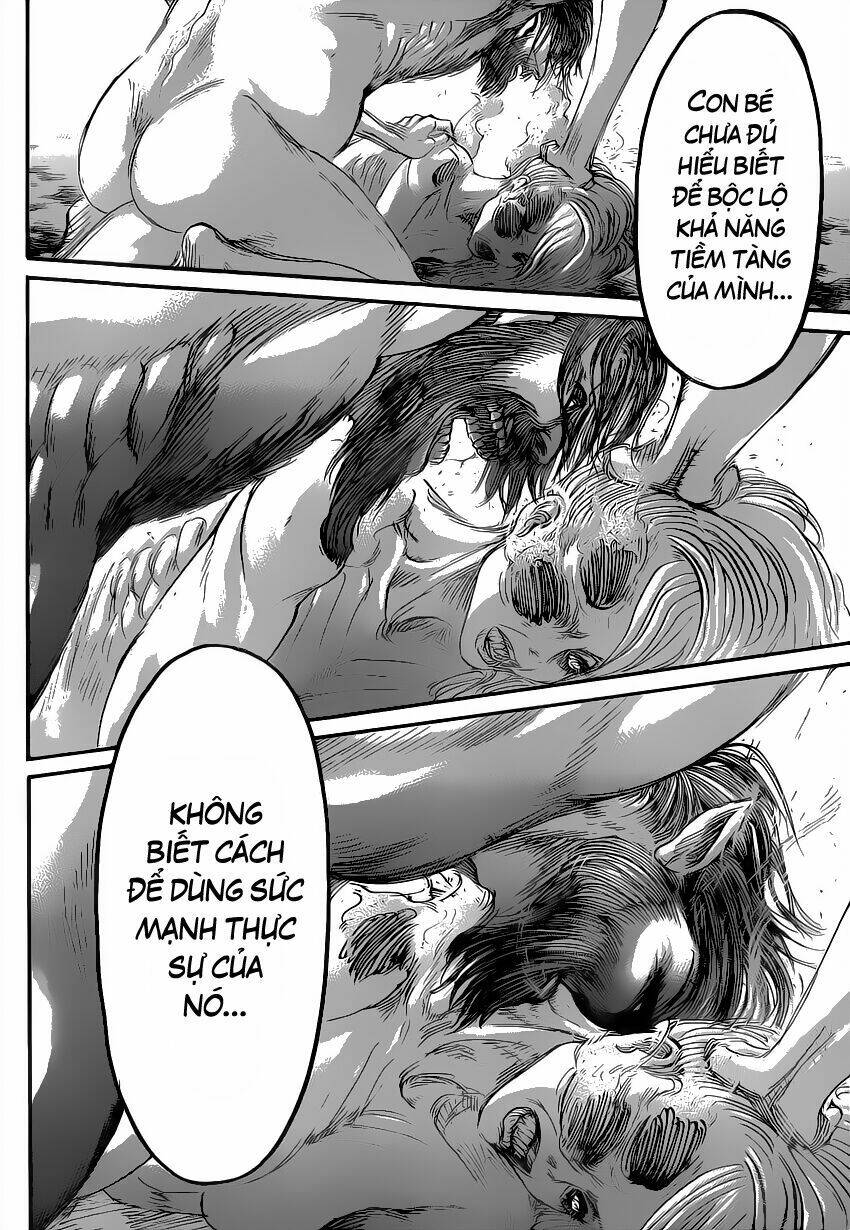 CON BÉ
CHƯA ĐỦ
HIỂU BIẾT
ĐỂ BỘC LỘ
KHẢ NĂNG
TIỀM TÀNG
CỦA MÌNH...
KHÔNG
BIẾT CÁCH
ĐỂ DÙNG SỨC
MẠNH THỰC
SỰ CỦA
NÓ...